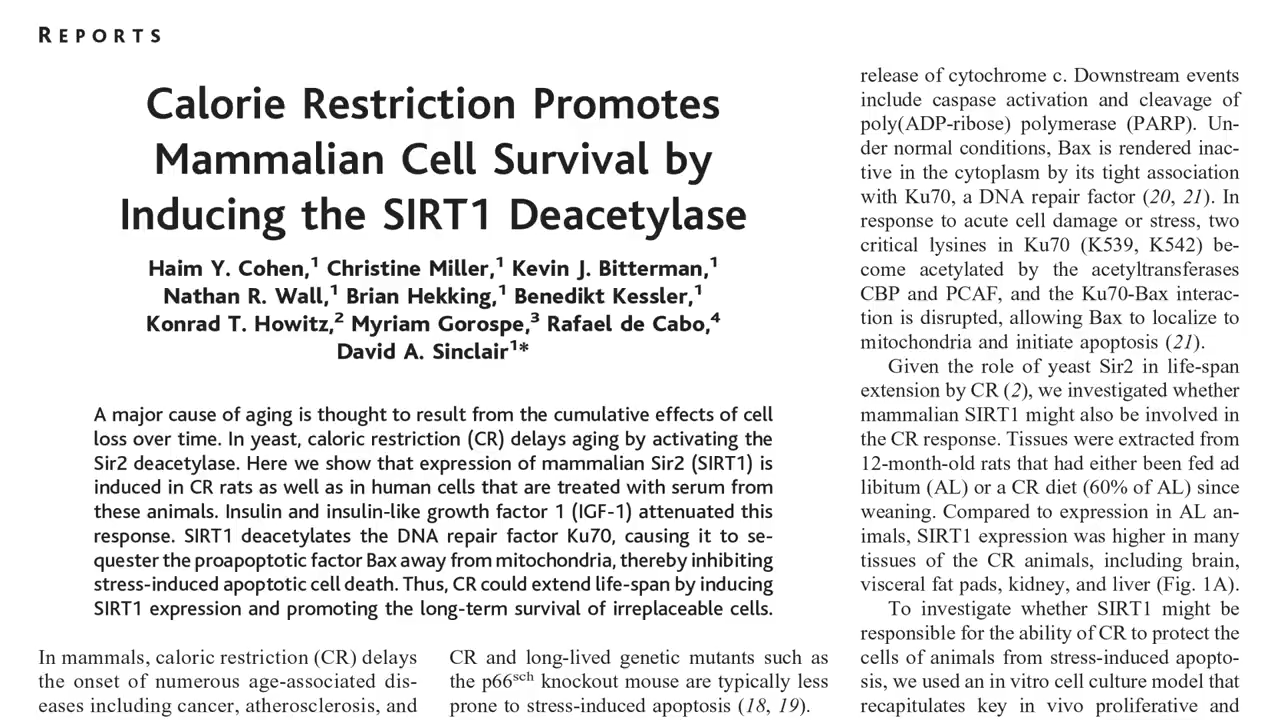 REPORTS
Calorie Restriction Promotes
Mammalian Cell Survival by
Inducing the SIRT1 Deacetylase
Haim Y. Cohen,¹ Christine Miller,¹ Kevin J. Bitterman,¹
Nathan R. Wall,¹ Brian Hekking,¹ Benedikt Kessler,¹
Konrad T. Howitz,² Myriam Gorospe,³ Rafael de Cabo,⁴
David A. Sinclair¹*
A major cause of aging is thought to result from the cumulative effects of cell
loss over time. In yeast, caloric restriction (CR) delays aging by activating the
Sir2 deacetylase. Here we show that expression of mammalian Sir2 (SIRT1) is
induced in CR rats as well as in human cells that are treated with serum from
these animals. Insulin and insulin-like growth factor 1 (IGF-1) attenuated this
response. SIRT1 deacetylates the DNA repair factor Ku70, causing it to se-
quester the proapoptotic factor Bax away from mitochondria, thereby inhibiting
stress-induced apoptotic cell death. Thus, CR could extend life-span by inducing
SIRT1 expression and promoting the long-term survival of irreplaceable cells.
In mammals, caloric restriction (CR) delays
the onset of numerous age-associated dis-
eases including cancer, atherosclerosis, and
CR and long-lived genetic mutants such as
the p66ˢᶜʰ knockout mouse are typically less
prone to stress-induced apoptosis (18, 19).
release of cytochrome c. Downstream events
include caspase activation and cleavage of
poly(ADP-ribose) polymerase (PARP). Un-
der normal conditions, Bax is rendered inac-
tive in the cytoplasm by its tight association
with Ku70, a DNA repair factor (20, 21). In
response to acute cell damage or stress, two
critical lysines in Ku70 (K539, K542) be-
come acetylated by the acetyltransferases
CBP and PCAF, and the Ku70-Bax interac-
tion is disrupted, allowing Bax to localize to
mitochondria and initiate apoptosis (21).
Given the role of yeast Sir2 in life-span
extension by CR (2), we investigated whether
mammalian SIRT1 might also be involved in
the CR response. Tissues were extracted from
12-month-old rats that had either been fed ad
libitum (AL) or a CR diet (60% of AL) since
weaning. Compared to expression in AL an-
imals, SIRT1 expression was higher in many
tissues of the CR animals, including brain,
visceral fat pads, kidney, and liver (Fig. 1A).
To investigate whether SIRT1 might be
responsible for the ability of CR to protect the
cells of animals from stress-induced apopto-
sis, we used an in vitro cell culture model that
recapitulates key in vivo proliferative and